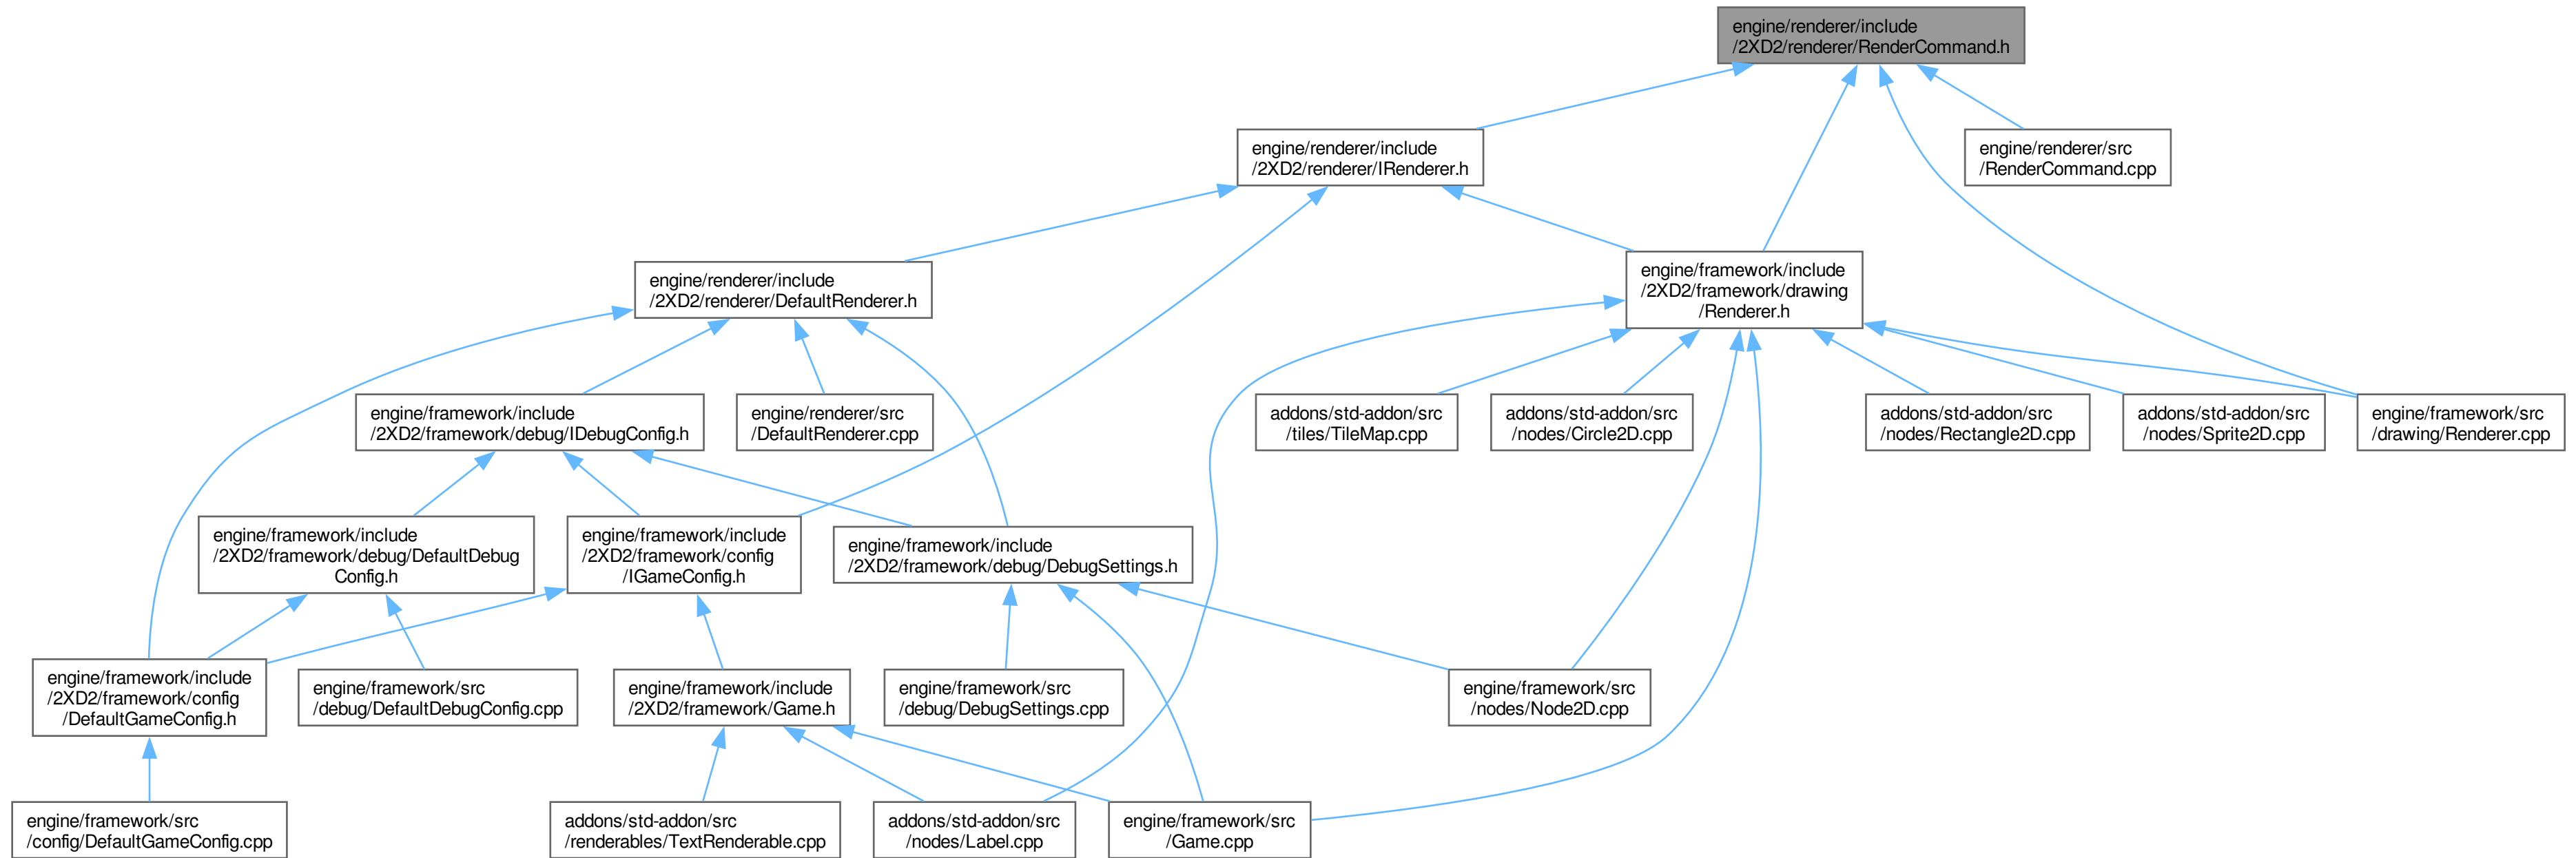 engine/renderer/include
/2XD2/renderer/RenderCommand.h
engine/renderer/include
/2XD2/renderer/IRenderer.h
engine/renderer/src
/RenderCommand.cpp
engine/renderer/include
/2XD2/renderer/DefaultRenderer.h
engine/framework/include
/2XD2/framework/drawing
/Renderer.h
engine/framework/include
/2XD2/framework/debug/IDebugConfig.h
engine/renderer/src
/DefaultRenderer.cpp
addons/std-addon/src
/tiles/TileMap.cpp
addons/std-addon/src
/nodes/Circle2D.cpp
addons/std-addon/src
/nodes/Rectangle2D.cpp
addons/std-addon/src
/nodes/Sprite2D.cpp
engine/framework/src
/drawing/Renderer.cpp
engine/framework/include
/2XD2/framework/debug/DefaultDebug
Config.h
engine/framework/include
/2XD2/framework/config
/IGameConfig.h
engine/framework/include
/2XD2/framework/debug/DebugSettings.h
engine/framework/include
/2XD2/framework/config
/DefaultGameConfig.h
engine/framework/src
/debug/DefaultDebugConfig.cpp
engine/framework/include
/2XD2/framework/Game.h
engine/framework/src
/debug/DebugSettings.cpp
engine/framework/src
/nodes/Node2D.cpp
engine/framework/src
/config/DefaultGameConfig.cpp
addons/std-addon/src
/renderables/TextRenderable.cpp
addons/std-addon/src
/nodes/Label.cpp
engine/framework/src
/Game.cpp